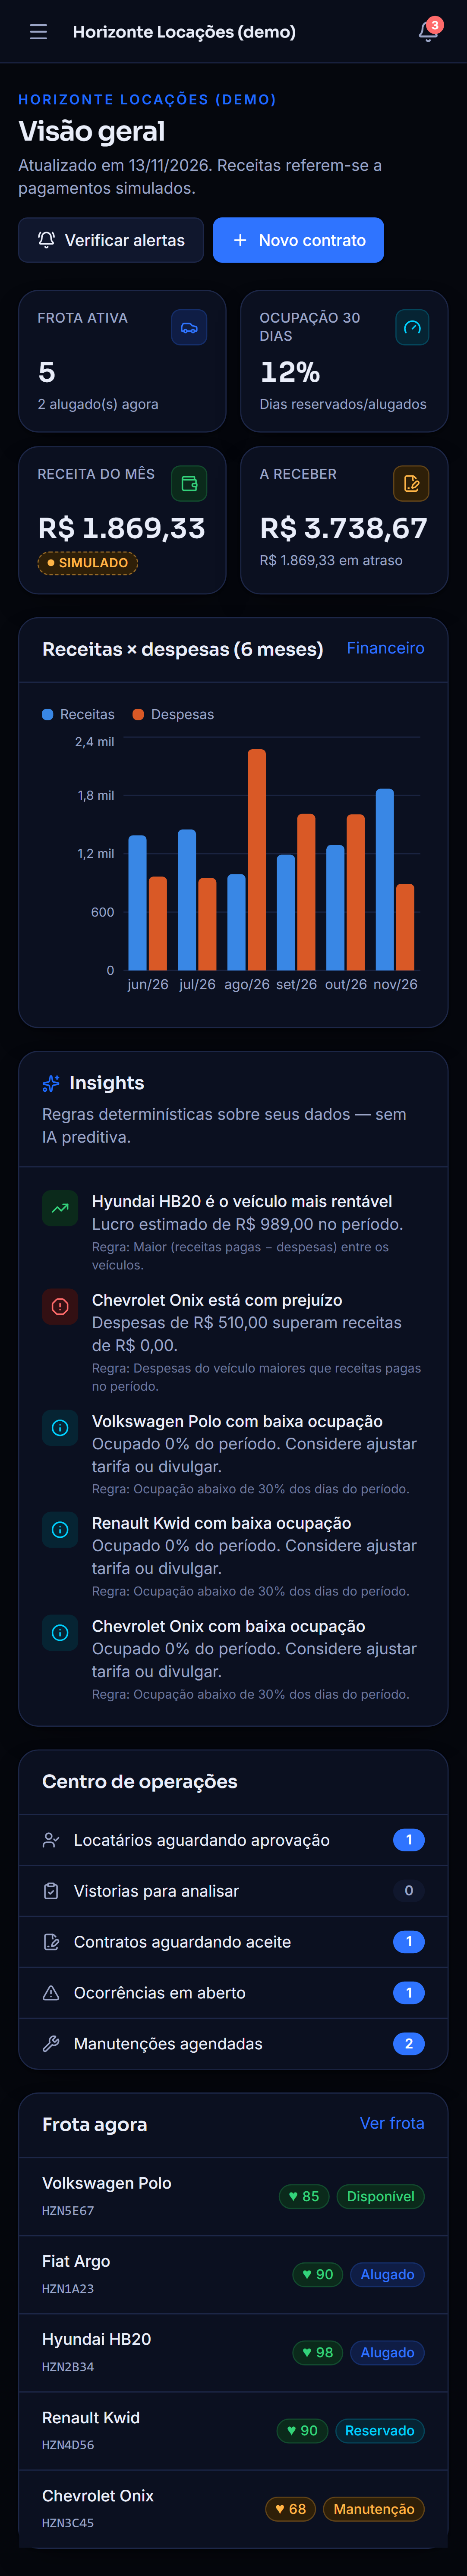 Horizonte Locações (demo)
3
HORIZONTE LOCAÇÕES (DEMO)
Visão geral
Atualizado em 13/11/2026. Receitas referem-se a
pagamentos simulados.
Verificar alertas
Novo contrato
FROTA ATIVA
5
2 alugado(s) agora
OCUPAÇÃO 30
DIAS
12%
Dias reservados/alugados
RECEITA DO MÊS
R$ 1.869,33
SIMULADO
A RECEBER
R$ 3.738,67
R$ 1.869,33 em atraso
Receitas × despesas (6 meses)
Financeiro
Receitas
Despesas
2,4 mil
1,8 mil
1,2 mil
600
0
jun/26 jul/26 ago/26 set/26 out/26 nov/26
Insights
Regras determinísticas sobre seus dados — sem
IA preditiva.
Hyundai HB20 é o veículo mais rentável
Lucro estimado de R$ 989,00 no período.
Regra: Maior (receitas pagas − despesas) entre os
veículos.
Chevrolet Onix está com prejuízo
Despesas de R$ 510,00 superam receitas
de R$ 0,00.
Regra: Despesas do veículo maiores que receitas pagas
no período.
Volkswagen Polo com baixa ocupação
Ocupado 0% do período. Considere ajustar
tarifa ou divulgar.
Regra: Ocupação abaixo de 30% dos dias do período.
Renault Kwid com baixa ocupação
Ocupado 0% do período. Considere ajustar
tarifa ou divulgar.
Regra: Ocupação abaixo de 30% dos dias do período.
Chevrolet Onix com baixa ocupação
Ocupado 0% do período. Considere ajustar
tarifa ou divulgar.
Regra: Ocupação abaixo de 30% dos dias do período.
Centro de operações
Locatários aguardando aprovação 1
Vistorias para analisar 0
Contratos aguardando aceite 1
Ocorrências em aberto 1
Manutenções agendadas 2
Frota agora
Ver frota
Volkswagen Polo
HZN5E67
♥ 85 Disponível
Fiat Argo
HZN1A23
♥ 90 Alugado
Hyundai HB20
HZN2B34
♥ 98 Alugado
Renault Kwid
HZN4D56
♥ 90 Reservado
Chevrolet Onix
HZN3C45
♥ 68 Manutenção